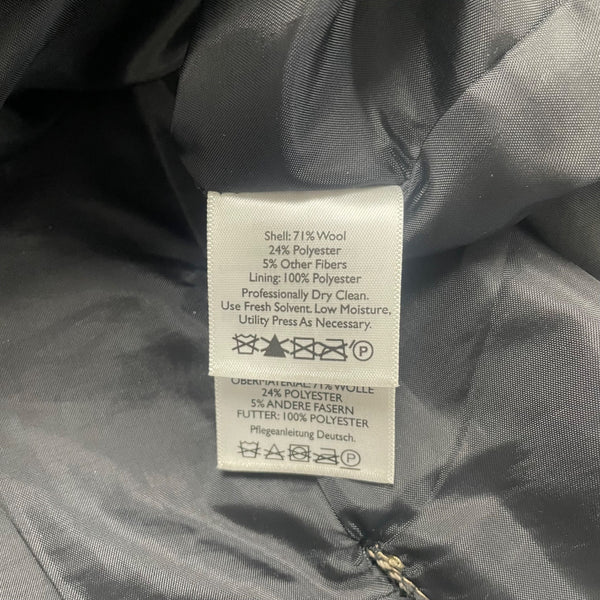 Shell: 71% Wool
24% Polyester
5% Other Fibers
Lining: 100% Polyester
Professionally Dry Clean.
Use Fresh Solvent. Low Moisture,
Utility Press As Necessary.
P
OBERMATERIAL: 71% WOLLE
24% POLYESTER
5% ANDERE FASERN
FUTTER: 100% POLYESTER
Pflegeanleitung Deutsch.
P